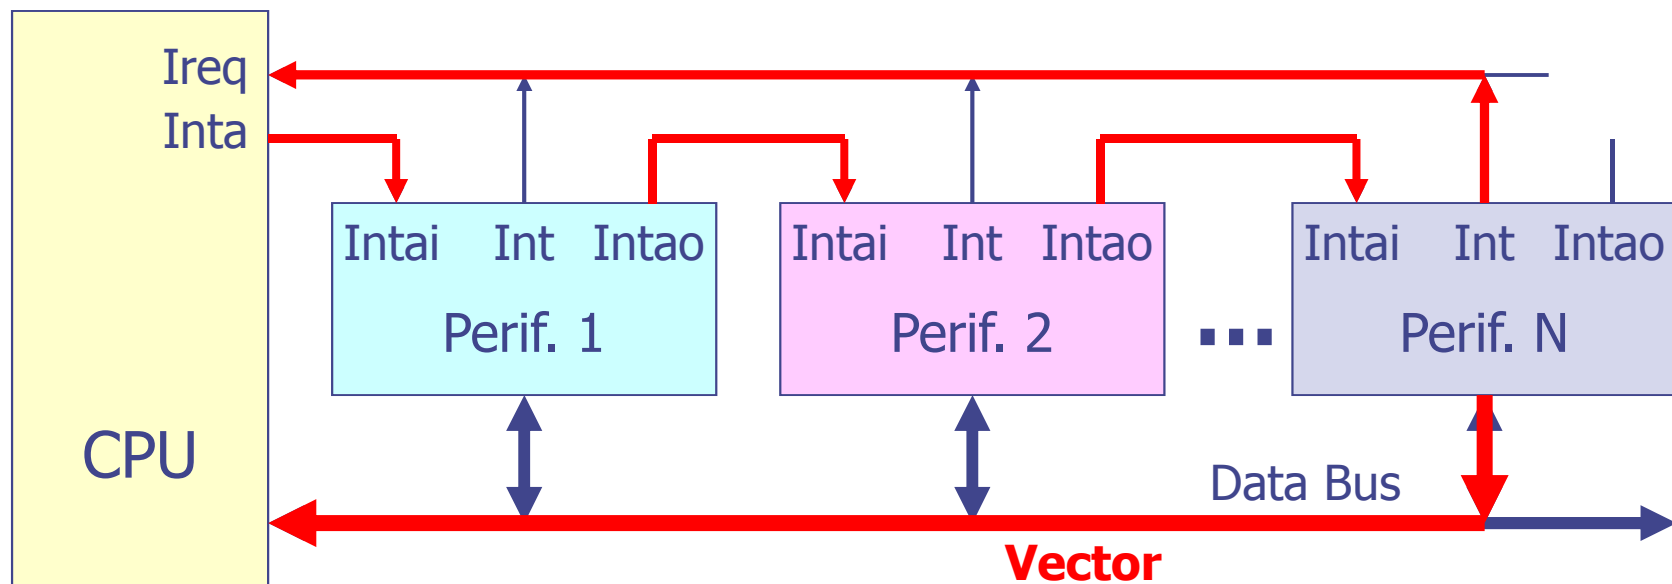 Ireq
Inta
Intai Int Intao
Intai Int Intao
Intai Int Intao
Perif. 1
Perif. 2
...
Perif. N
CPU
Data Bus
Vector